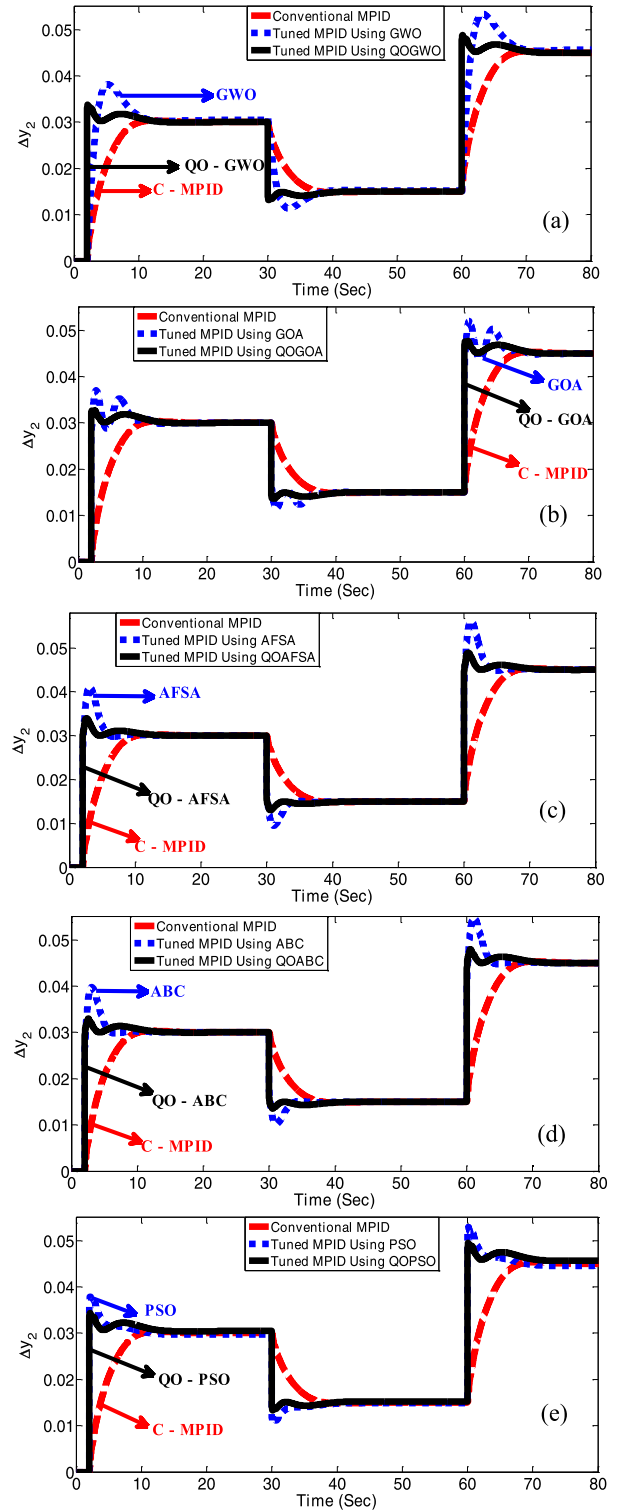 Conventional MPID
Tuned MPID Using GWO
Tuned MPID Using QOGWO
0.05
0.04
0.03
0.02
0.01
0
Δy2
GWO
QO - GWO
C - MPID
(a)
0 10 20 30 40 50 60 70 80
Time (Sec)
Conventional MPID
Tuned MPID Using GOA
Tuned MPID Using QOGOA
0.05
0.04
0.03
0.02
0.01
0
Δy2
GOA
QO - GOA
C - MPID
(b)
0 10 20 30 40 50 60 70 80
Time (Sec)
Conventional MPID
Tuned MPID Using AFSA
Tuned MPID Using QOAFSA
0.05
0.04
0.03
0.02
0.01
0
Δy2
AFSA
QO - AFSA
C - MPID
(c)
0 10 20 30 40 50 60 70 80
Time (Sec)
Conventional MPID
Tuned MPID Using ABC
Tuned MPID Using QOABC
0.05
0.04
0.03
0.02
0.01
0
Δy2
ABC
QO - ABC
C - MPID
(d)
0 10 20 30 40 50 60 70 80
Time (Sec)
Conventional MPID
Tuned MPID Using PSO
Tuned MPID Using QOPSO
0.05
0.04
0.03
0.02
0.01
0
Δy2
PSO
QO - PSO
C - MPID
(e)
0 10 20 30 40 50 60 70 80
Time (Sec)